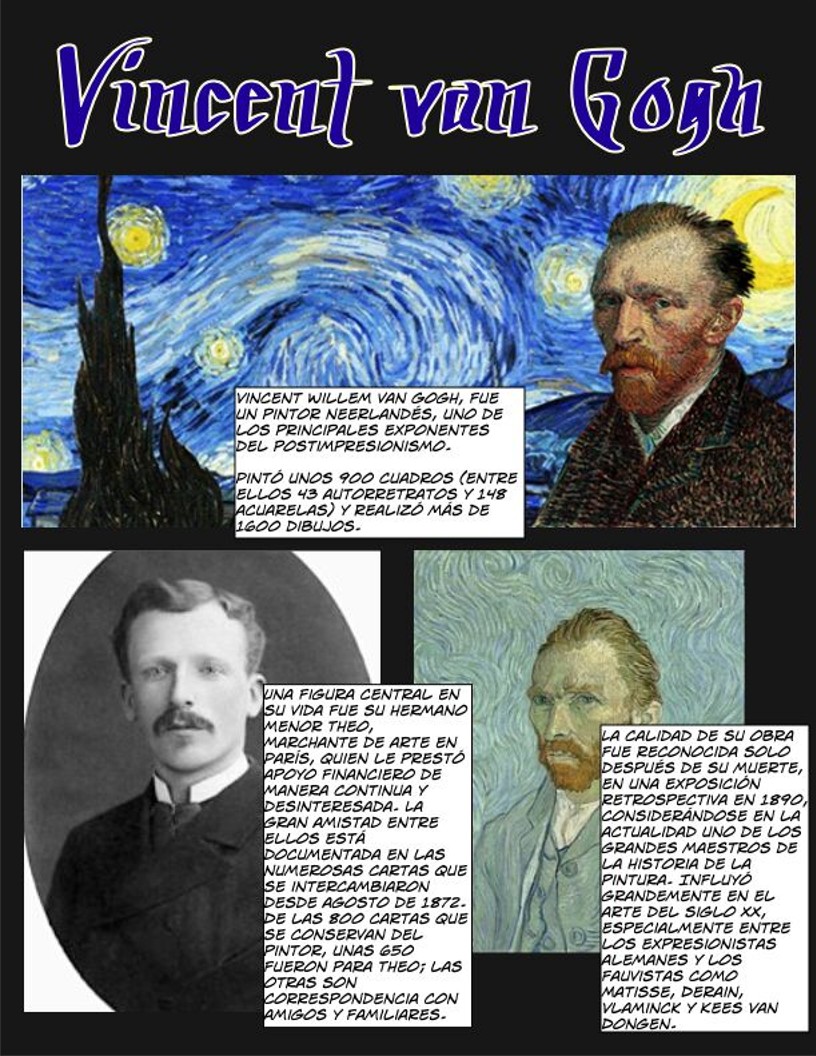 Vincent van Gogh
VINCENT WILLEM VAN GOGH, FUE
UN PINTOR NEERLANDÉS, UNO DE
LOS PRINCIPALES EXPONENTES
DEL POSTIMPRESIONISMO.
PINTÓ UNOS 900 CUADROS (ENTRE
ELLOS 43 AUTORRETRATOS Y 148
ACUARELAS) Y REALIZÓ MÁS DE
1600 DIBUJOS.
UNA FIGURA CENTRAL EN
SU VIDA FUE SU HERMANO
MENOR THEO,
MARCHANTE DE ARTE EN
PARÍS, QUIEN LE PRESTÓ
APOYO FINANCIERO DE
MANERA CONTINUA Y
DESINTERESADA. LA
GRAN AMISTAD ENTRE
ELLOS ESTÁ
DOCUMENTADA EN LAS
NUMEROSAS CARTAS QUE
SE INTERCAMBIARON
DESDE AGOSTO DE 1872.
DE LAS 800 CARTAS QUE
SE CONSERVAN DEL
PINTOR, UNAS 650
FUERON PARA THEO; LAS
OTRAS SON
CORRESPONDENCIA CON
AMIGOS Y FAMILIARES.
LA CALIDAD DE SU OBRA
FUE RECONOCIDA SOLO
DESPUÉS DE SU MUERTE,
EN UNA EXPOSICIÓN
RETROSPECTIVA EN 1890,
CONSIDERÁNDOSE EN LA
ACTUALIDAD UNO DE LOS
GRANDES MAESTROS DE
LA HISTORIA DE LA
PINTURA. INFLUYÓ
GRANDEMENTE EN EL
ARTE DEL SIGLO XX,
ESPECIALMENTE ENTRE
LOS EXPRESIONISTAS
ALEMANES Y LOS
FAUVISTAS COMO
MATISSE, DERAIN,
VLAMINCK Y KEES VAN
DONGEN.